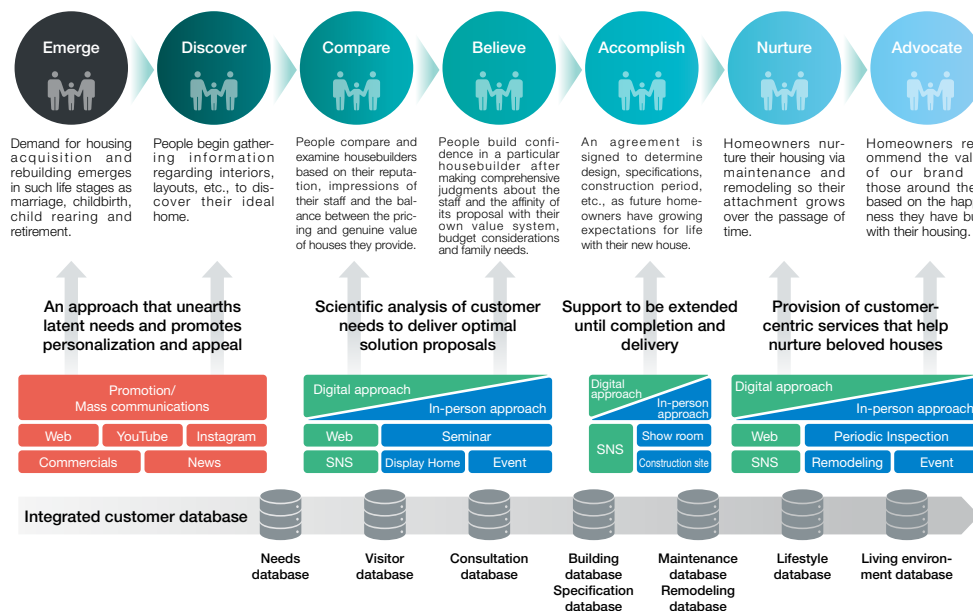 Emerge
Discover
Compare
Believe
Accomplish
Nurture
Advocate
Demand for housing
acquisition and
rebuilding emerges
in such life stages as
marriage, childbirth,
child rearing and
retirement.
People begin gather-
ing information
regarding interiors,
layouts, etc., to dis-
cover their ideal
home.
People compare and
examine housebuilders
based on their reputa-
tion, impressions of
their staff and the bal-
ance between the pric-
ing and genuine value
of houses they provide.
People build confi-
dence in a particular
housebuilder after
making comprehensive
judgments about the
staff and the affinity of
its proposal with their
own value system,
budget considerations
and family needs.
An agreement is
signed to determine
design, specifications,
construction period,
etc., as future home-
owners have growing
expectations for life
with their new house.
Homeowners nur-
ture their housing via
maintenance and
remodeling so their
attachment grows
over the passage of
time.
Homeowners re
ommend the val
of our brand
those around the
based on the hap
ness they have bu
with their housing.
An approach that unearths
latent needs and promotes
personalization and appeal
Scientific analysis of customer
needs to deliver optimal
solution proposals
Support to be extended
until completion and
delivery
Provision of customer-
centric services that help
nurture beloved houses
Promotion/
Mass communications
Web
YouTube
Instagram
Commercials
News
Digital approach
In-person approach
Web
Seminar
SNS
Display Home
Event
Digital
approach
In-person
approach
SNS
Show room
Construction site
Digital approach
In-person approach
Web
Periodic Inspection
SNS
Remodeling
Event
Integrated customer database
Needs
database
Visitor
database
Consultation
database
Building
database
Specification
database
Maintenance
database
Remodeling
database
Lifestyle
database
Living environ-
ment database